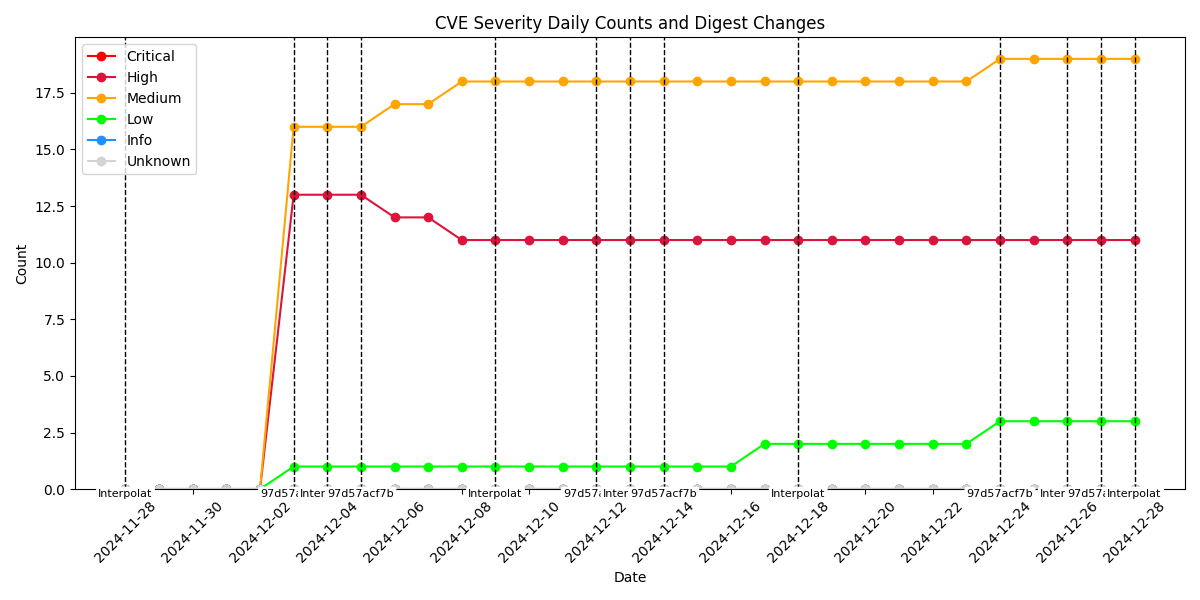 CVE Severity Daily Counts and Digest Changes
Critical
High
Medium
Low
Info
Unknown
Count
17.5
15.0
12.5
10.0
7.5
5.0
2.5
0.0
Interpolat 97d57 Inter 97d57acf7b Interpolat 97d57 Inter 97d57acf7b Interpolat 97d57acf7b Inter 97d57 Interpolat
2024-11-28
2024-11-30
2024-12-02
2024-12-04
2024-12-06
2024-12-08
2024-12-10
2024-12-12
2024-12-14
2024-12-16
2024-12-18
2024-12-20
2024-12-22
2024-12-24
2024-12-26
2024-12-28
Date